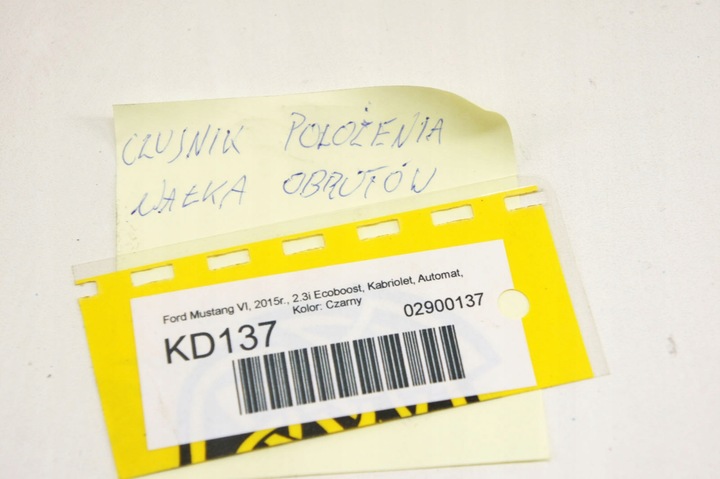 CZUJNIK POŁOŻENIA
WAŁKA OBROTÓW
Ford Mustang VI, 2015r., 2.3i Ecoboost, Kabriolet, Automat,
Kolor: Czarny
KD137
02900137